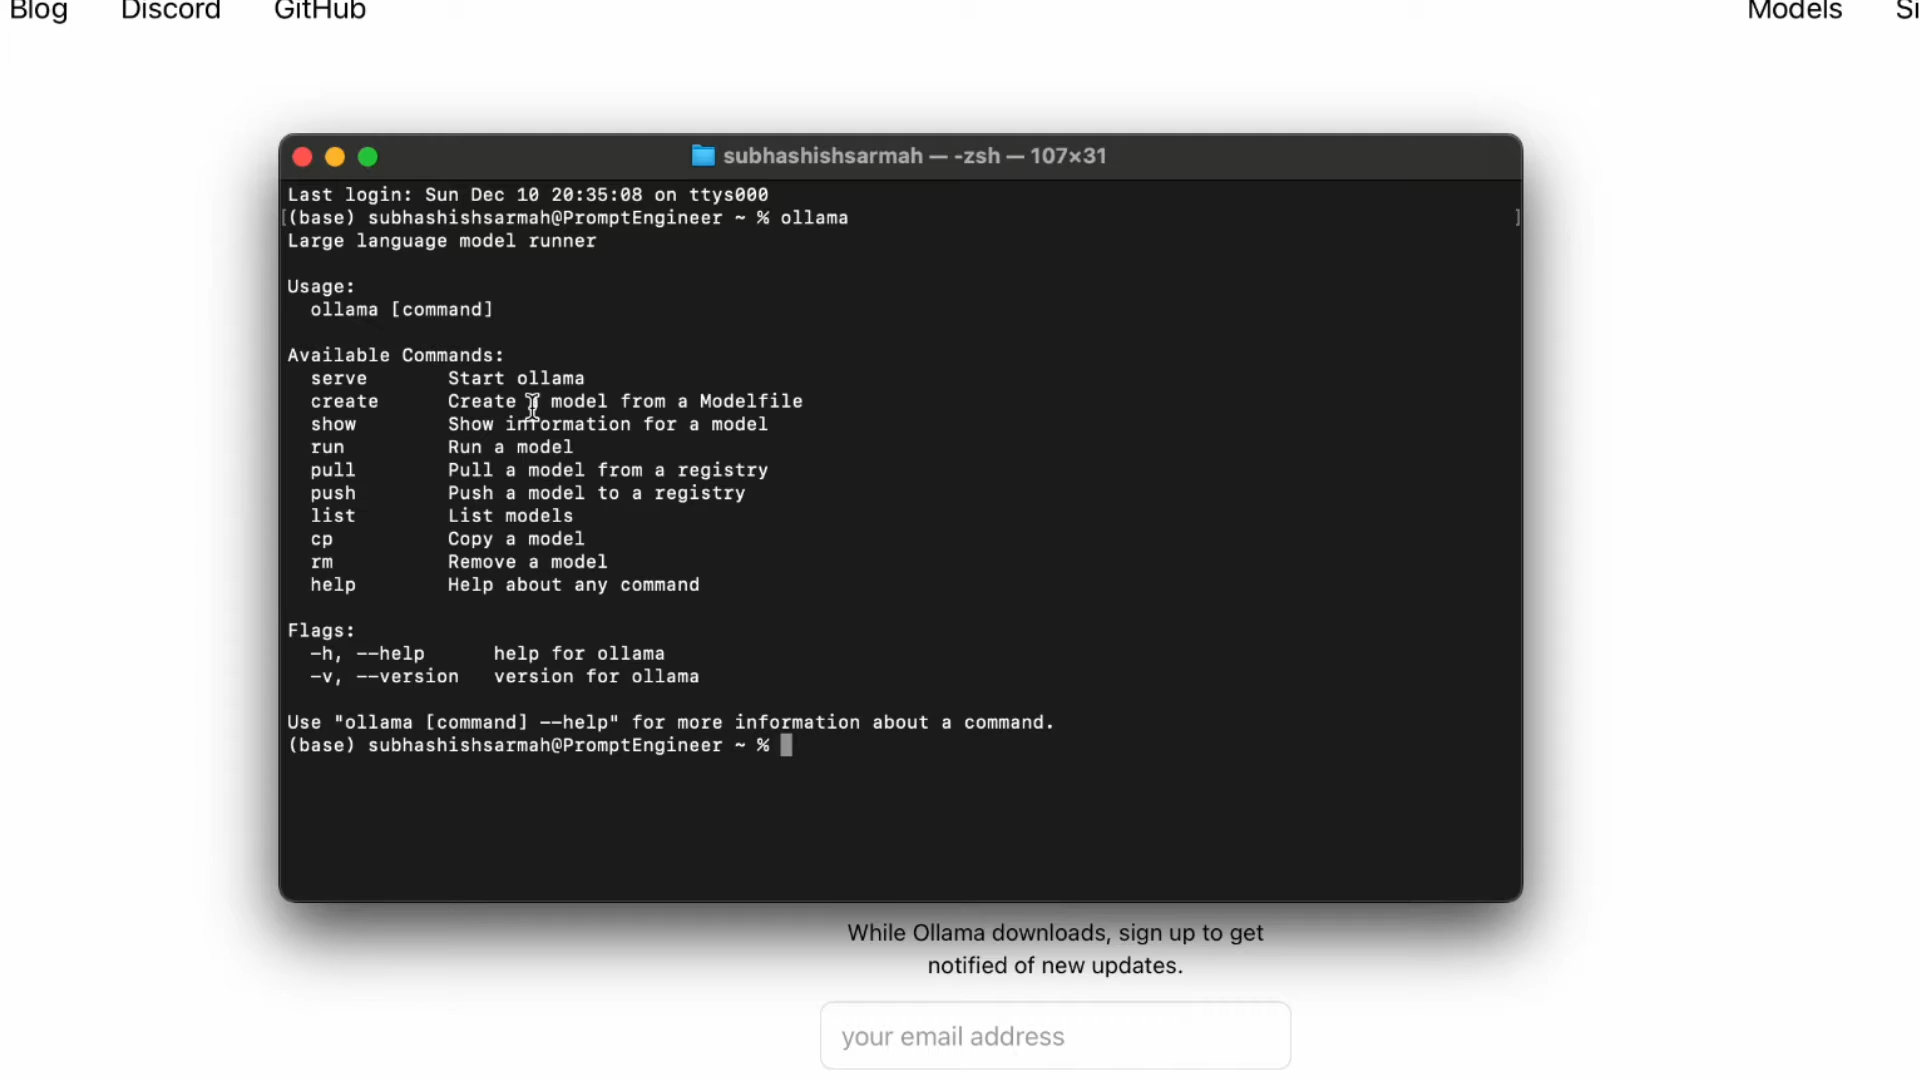 Blog Discord GitHub Models
subhashishsarmah — -zsh — 107×31
Last login: Sun Dec 10 20:35:08 on ttys000
[(base) subhashishsarmah@PromptEngineer ~ % ollama ]
Large language model runner
Usage:
ollama [command]
Available Commands:
serve Start ollama
create Create a model from a Modelfile
show Show information for a model
run Run a model
pull Pull a model from a registry
push Push a model to a registry
list List models
cp Copy a model
rm Remove a model
help Help about any command
Flags:
-h, --help help for ollama
-v, --version version for ollama
Use "ollama [command] --help" for more information about a command.
(base) subhashishsarmah@PromptEngineer ~ %
While Ollama downloads, sign up to get
notified of new updates.
your email address